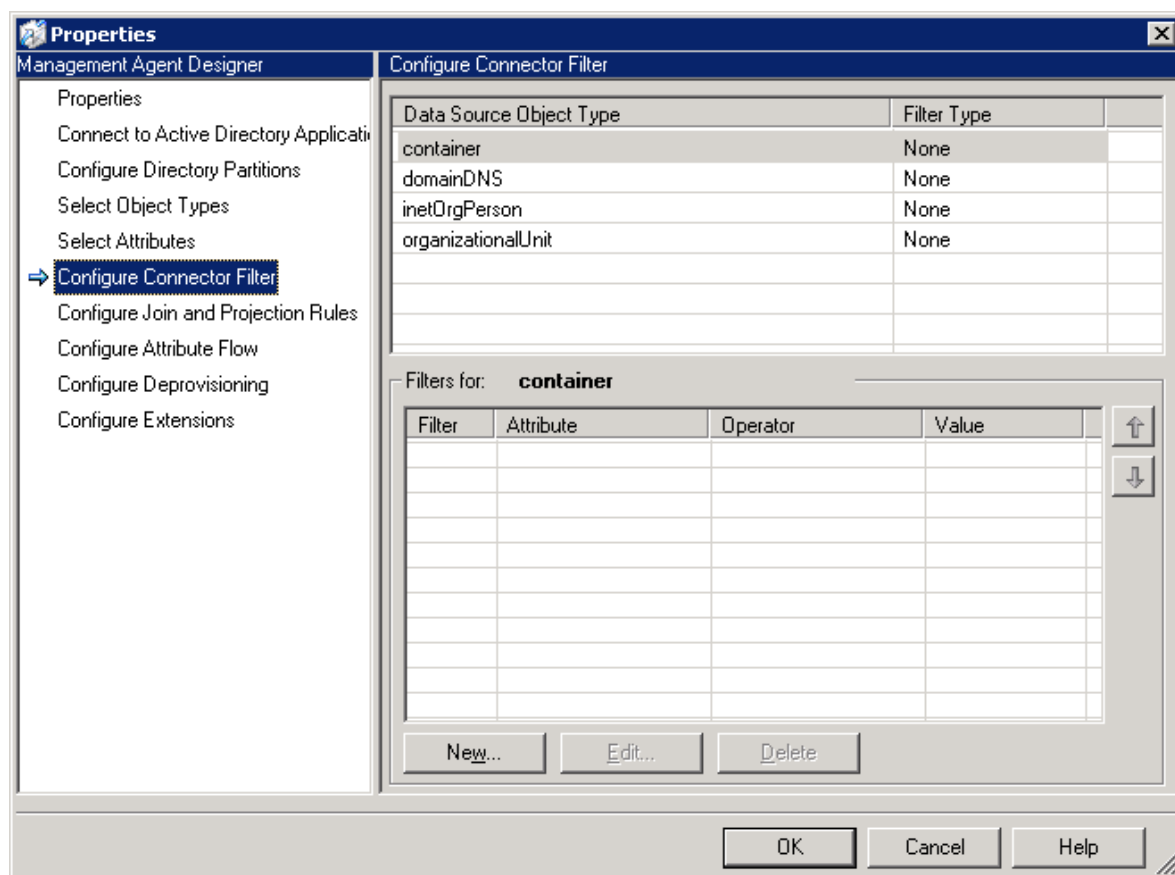 Properties
Management Agent Designer
Configure Connector Filter
Properties
Connect to Active Directory Applicati
Configure Directory Partitions
Select Object Types
Select Attributes
Configure Connector Filter
Configure Join and Projection Rules
Configure Attribute Flow
Configure Deprovisioning
Configure Extensions
Data Source Object Type Filter Type
container None
domainDNS None
inetOrgPerson None
organizationalUnit None
Filters for: container
Filter Attribute Operator Value
New... Edit... Delete
OK Cancel Help